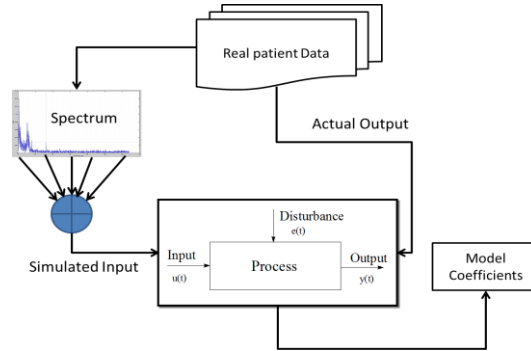 Real patient Data
Spectrum
Actual Output
Disturbance
e(t)
Input
u(t)
Process
Output
y(t)
Simulated Input
Model
Coefficients